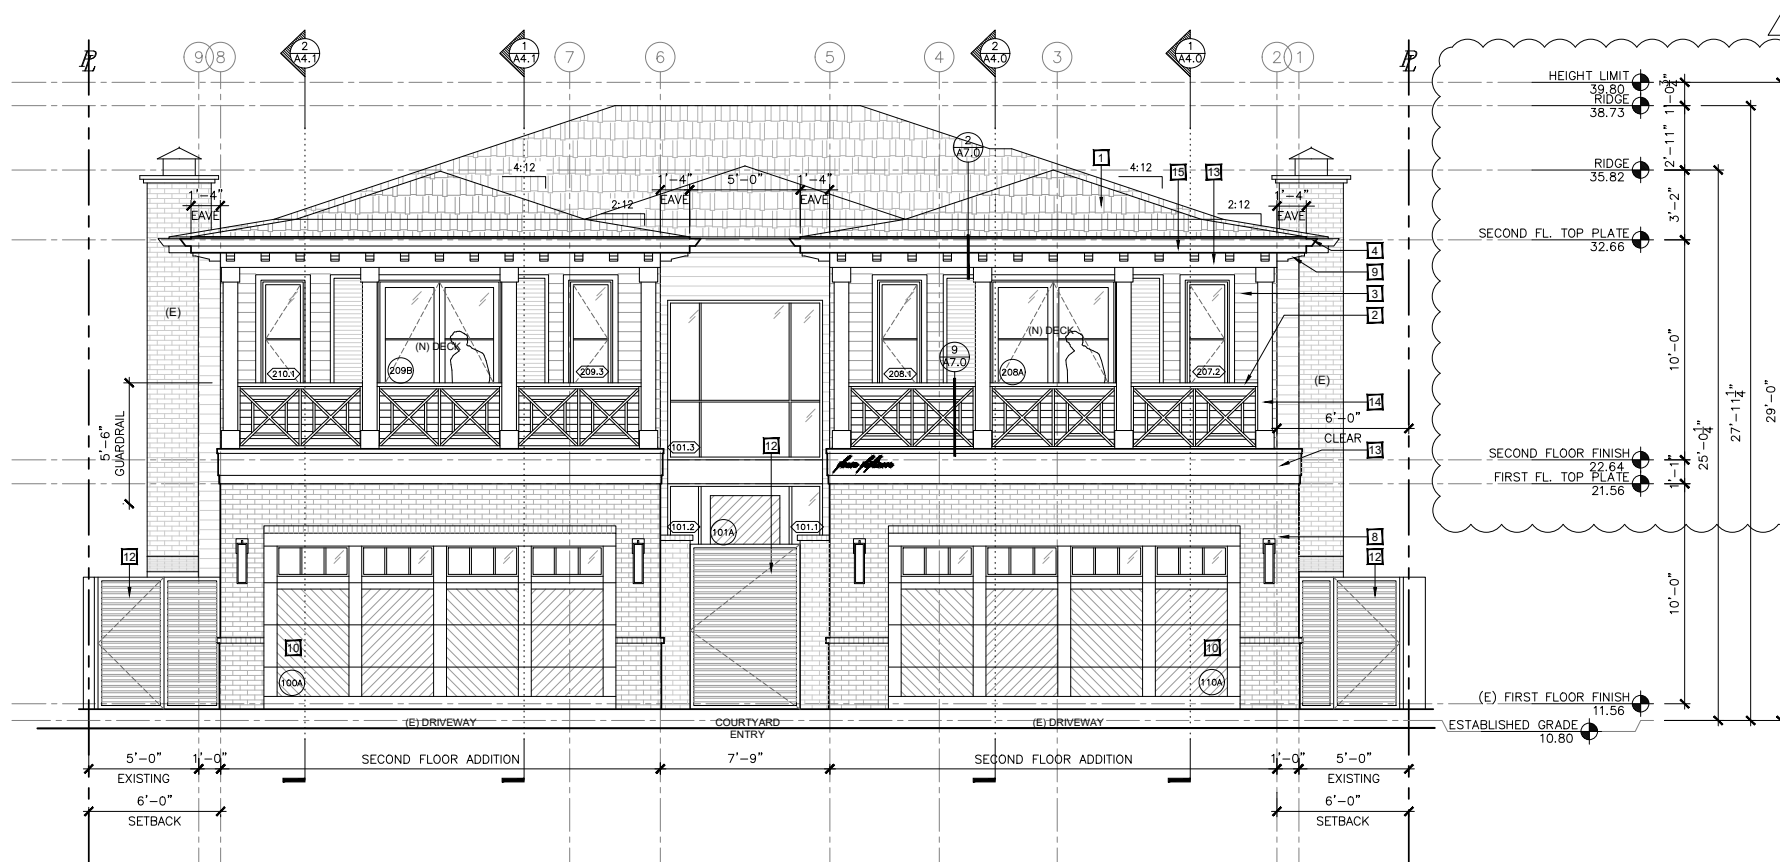 2
A4.1
1
A4.1
2
A4.0
1
A4.0
9 8 7 6 5 4 3 2 1
PL
PL
HEIGHT LIMIT
39.80
RIDGE
38.73
1'-0 3/4"
2'-11"
RIDGE
35.82
3'-2"
SECOND FL. TOP PLATE
32.66
10'-0"
SECOND FLOOR FINISH
22.64
1'-1"
FIRST FL. TOP PLATE
21.56
10'-0"
(E) FIRST FLOOR FINISH
11.56
ESTABLISHED GRADE
10.80
25'-0 1/4"
27'-11 1/4"
29'-0"
2
A7.0
1
4:12
4:12
15
13
1'-4"
EAVE
1'-4"
EAVE
5'-0"
1'-4"
EAVE
1'-4"
EAVE
2:12
2:12
4
9
3
2
14
13
8
12
(E)
(E)
(N) DECK
(N) DECK
210.1
209B
209.3
208.1
208A
207.2
9
A7.0
5'-6"
GUARDRAIL
6'-0"
CLEAR
101.3
12
101.2
101A
101.1
12
10
100A
10
110A
(E) DRIVEWAY
COURTYARD
ENTRY
(E) DRIVEWAY
5'-0"
EXISTING
1'-0"
SECOND FLOOR ADDITION
7'-9"
SECOND FLOOR ADDITION
1'-0"
5'-0"
EXISTING
6'-0"
SETBACK
6'-0"
SETBACK